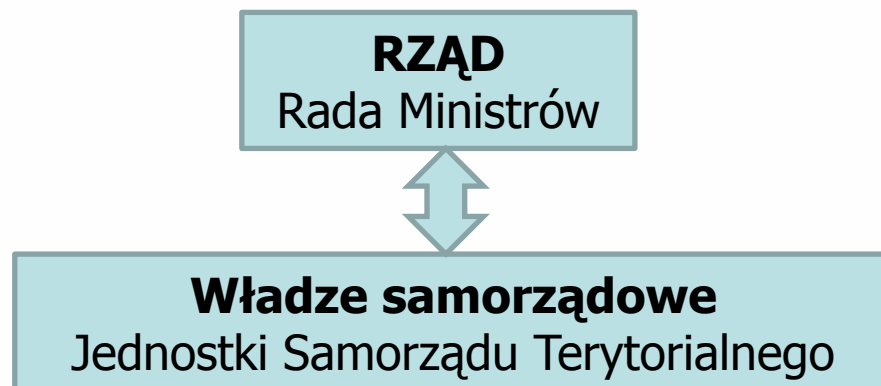 RZĄD
Rada Ministrów
Władze samorządowe
Jednostki Samorządu Terytorialnego